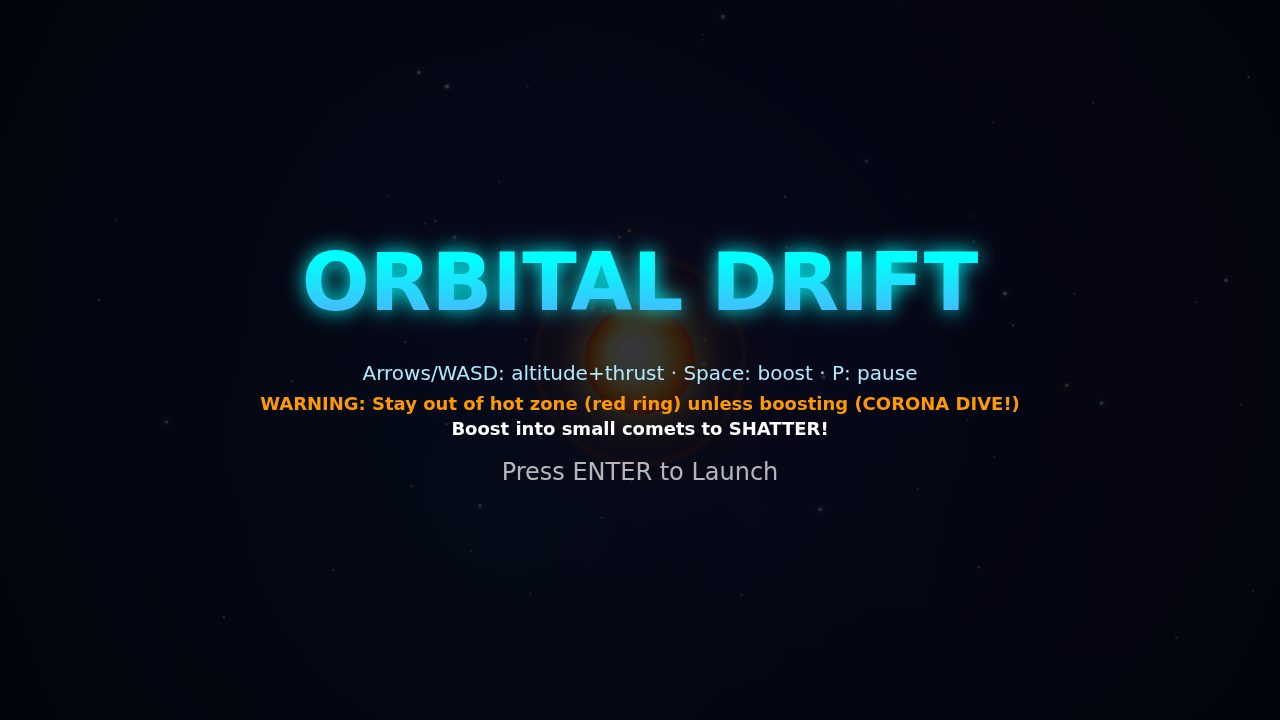 ORBITAL DRIFT
Arrows/WASD: altitude+thrust · Space: boost · P: pause
WARNING: Stay out of hot zone (red ring) unless boosting (CORONA DIVE!)
Boost into small comets to SHATTER!
Press ENTER to Launch